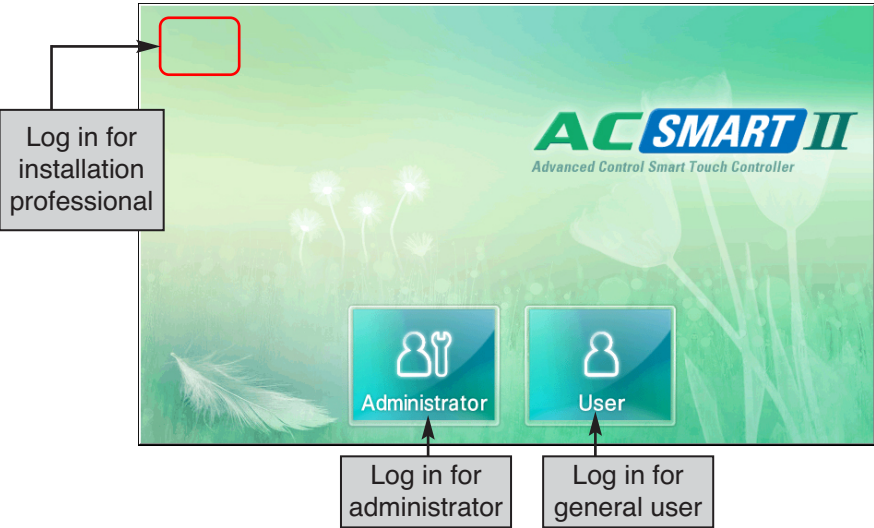 Log in for
installation
professional
AC SMART II
Advanced Control Smart Touch Controller
Administrator
User
Log in for
administrator
Log in for
general user